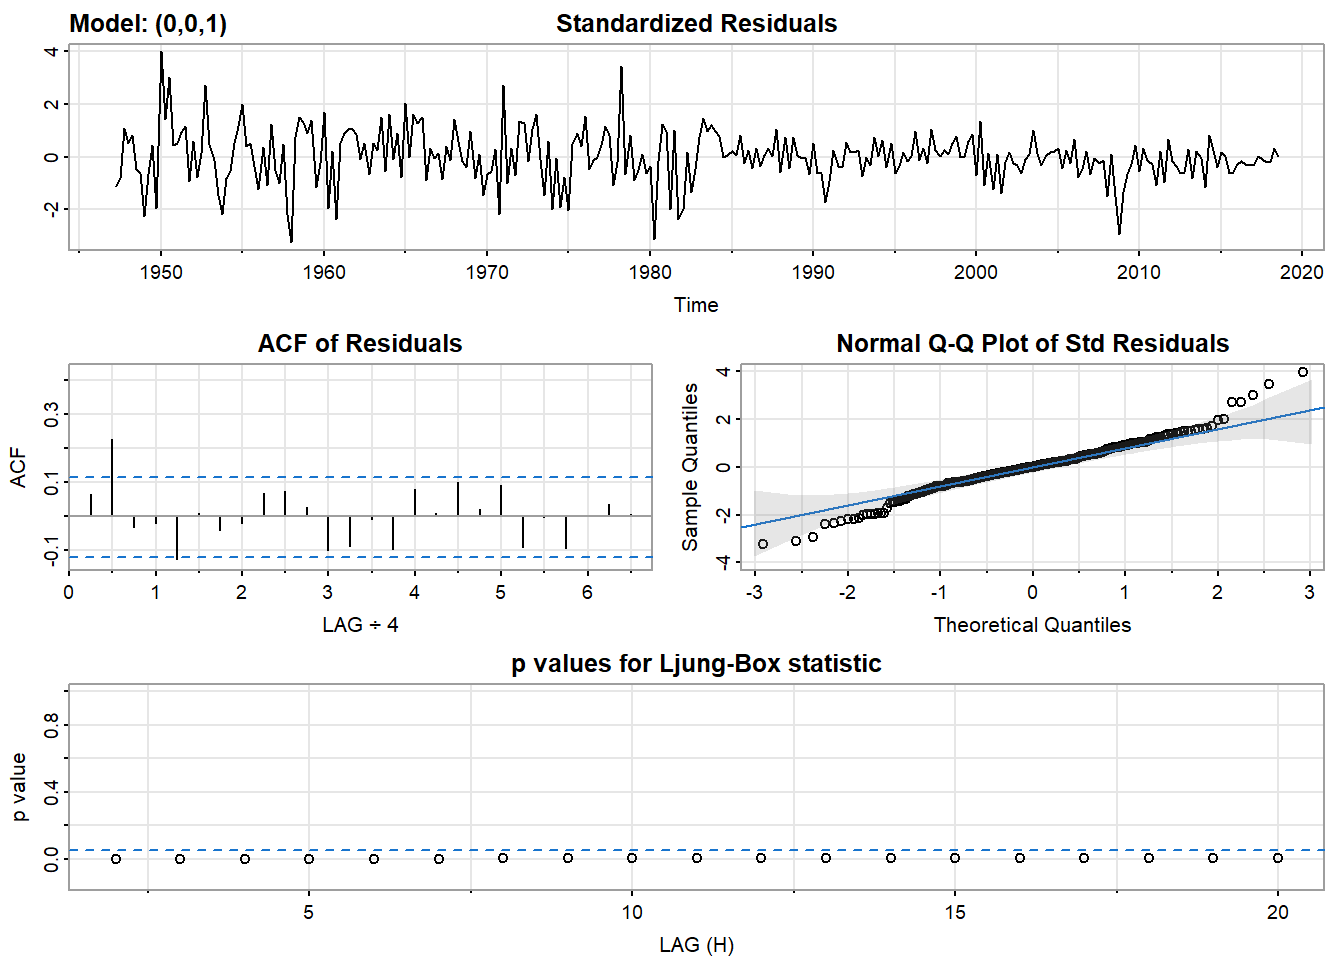 Model: (0,0,1) Standardized Residuals
4
2
0
-2
1950 1960 1970 1980 1990 2000 2010 2020
Time
ACF of Residuals
ACF
0.3
0.1
-0.1
0 1 2 3 4 5 6
LAG ÷ 4
Normal Q-Q Plot of Std Residuals
Sample Quantiles
4
2
0
-2
-4
-3 -2 -1 0 1 2 3
Theoretical Quantiles
p values for Ljung-Box statistic
p value
0.8
0.4
0.0
5 10 15 20
LAG (H)